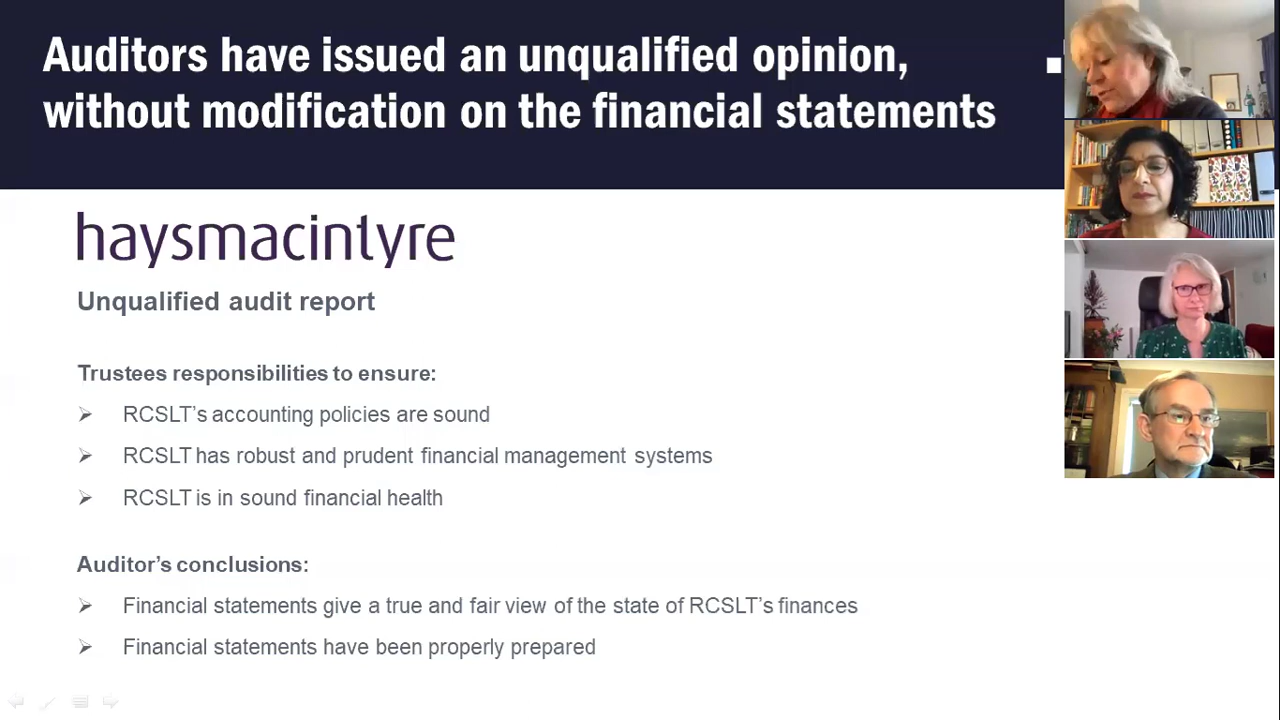 Auditors have issued an unqualified opinion,
without modification on the financial statements
haysmacintyre
Unqualified audit report
Trustees responsibilities to ensure:
RCSLT’s accounting policies are sound
RCSLT has robust and prudent financial management systems
RCSLT is in sound financial health
Auditor’s conclusions:
Financial statements give a true and fair view of the state of RCSLT’s finances
Financial statements have been properly prepared